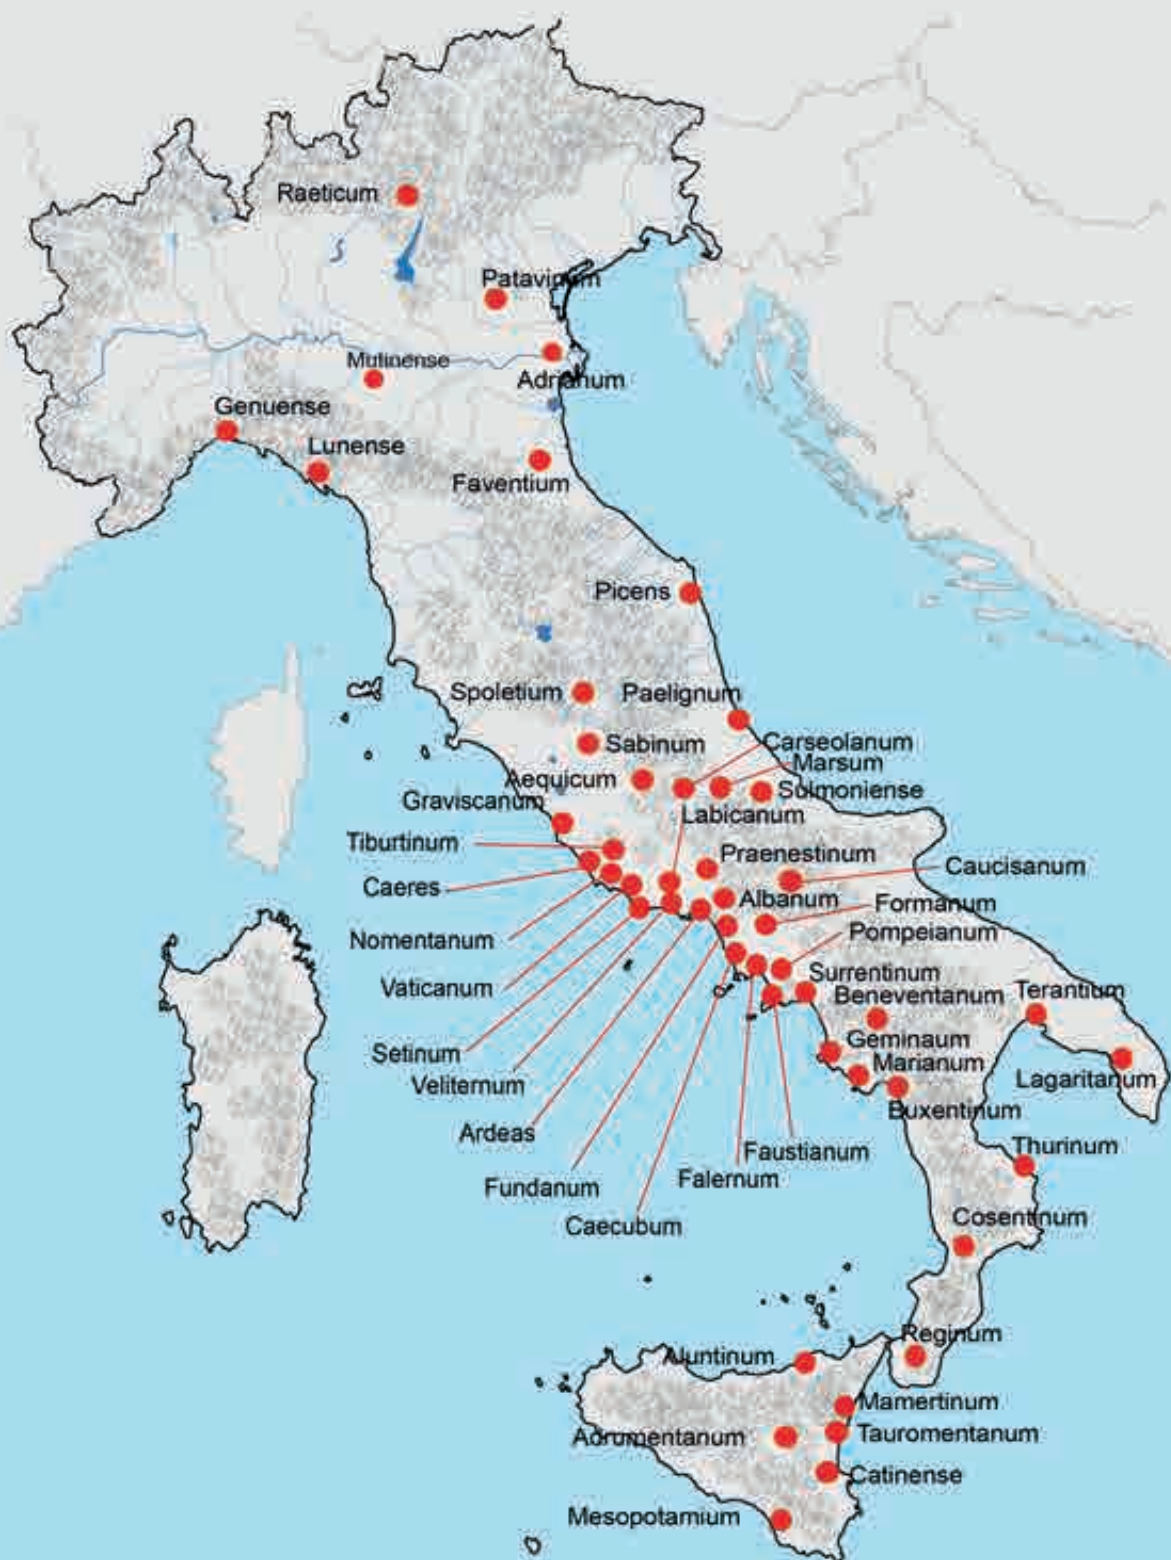 Raeticum
Patavinum
Mutinense
Adrianum
Genuense
Lunense
Faventium
Picens
Spoletium
Paelignum
Sabinum
Carseolanum
Marsum
Aequicum
Sulmoniense
Graviscanum
Labicanum
Tiburtinum
Praenestinum
Caucisanum
Caeres
Albanum
Formanum
Nomentanum
Pompeianum
Vaticanum
Surrentinum
Beneventanum
Terantium
Setinum
Geminaum
Marianum
Veliternum
Lagaritanum
Buxentinum
Ardeas
Thurinum
Faustianum
Falernum
Fundanum
Caecubum
Cosentinum
Reginum
Aluntinum
Mamertinum
Adrumentanum
Tauromentanum
Catinense
Mesopotamium